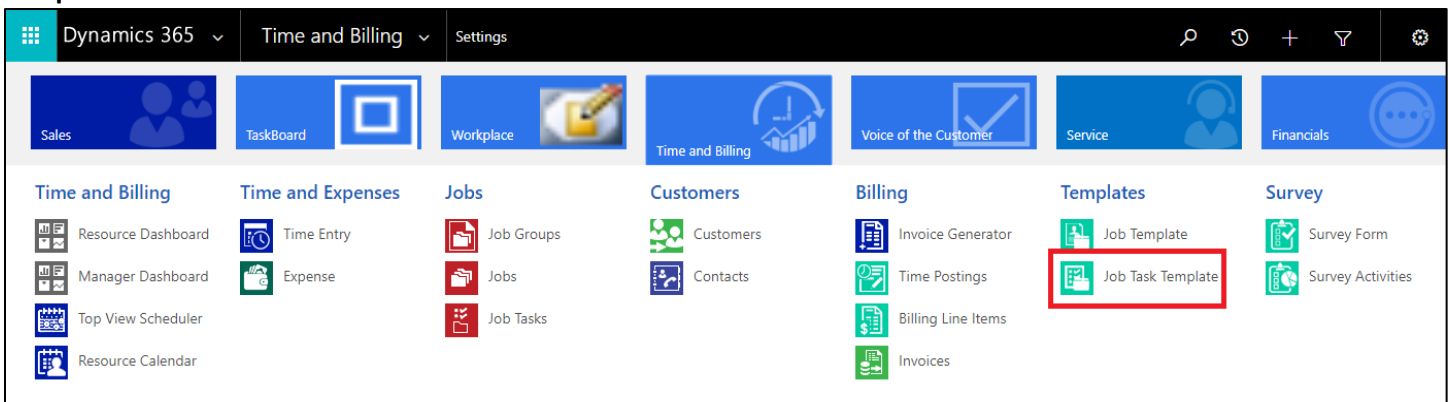 Dynamics 365 Time and Billing Settings
Sales TaskBoard Workplace Time and Billing Voice of the Customer Service Financials
Time and Billing Time and Expenses Jobs Customers Billing Templates Survey
Resource Dashboard Time Entry Job Groups Customers Invoice Generator Job Template Survey Form
Manager Dashboard Expense Jobs Contacts Time Postings Job Task Template Survey Activities
Top View Scheduler Job Tasks Billing Line Items
Resource Calendar Invoices